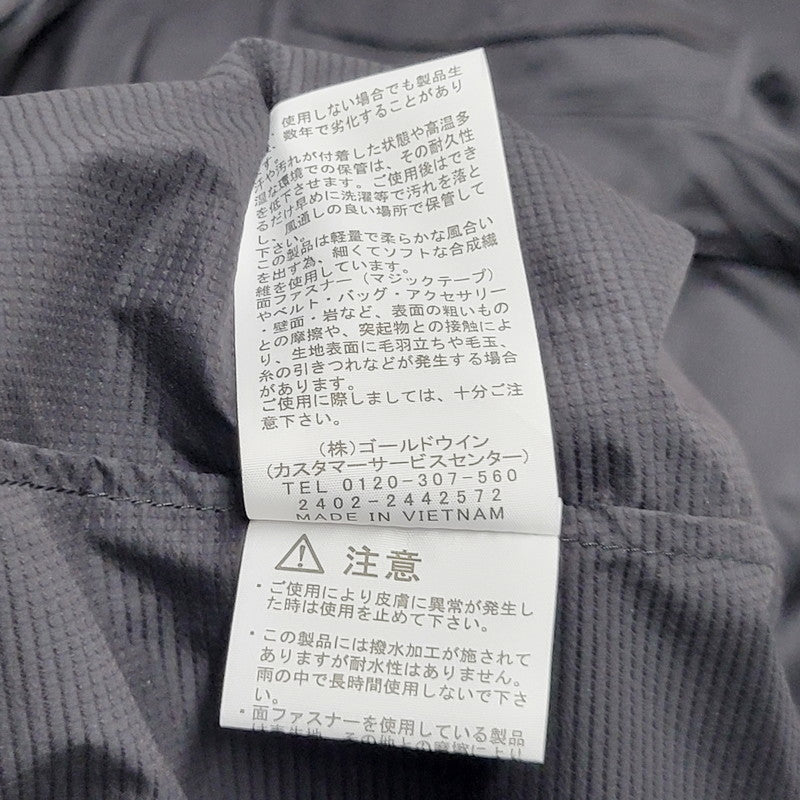 、使用しない場合でも製品生
、数年で劣化することがあり
す。
汗や汚れが付着した状態や高温多
湿な環境での保管は、その耐久性
を低下させます。ご使用後はでき
るだけ早めに洗濯等で汚れを落と
し、風通しの良い場所で保管して
下さい。
この製品は軽量で柔らかな風合い
を出す為、細くてソフトな合成繊
維を使用しています。
面ファスナー（マジックテープ）
やベルト・バッグ・アクセサリー
・壁面・岩など、表面の粗いもの
との摩擦や、突起物との接触によ
り、生地表面に毛羽立ちや毛玉、
糸の引きつれなどが発生する場合
があります。
ご使用に際しましては、十分ご注
意下さい。
（株）ゴールドウイン
(カスタマーサービスセンター)
TEL 0120-307-560
2402-2442572
MADE IN VIETNAM
注意
・ご使用により皮膚に異常が発生し
た時は使用を止めて下さい。
・この製品には撥水加工が施されて
ありますが耐水性はありません。
雨の中で長時間使用しないで下さ
い。
・面ファスナーを使用している製品
は表生地、その他との摩擦により